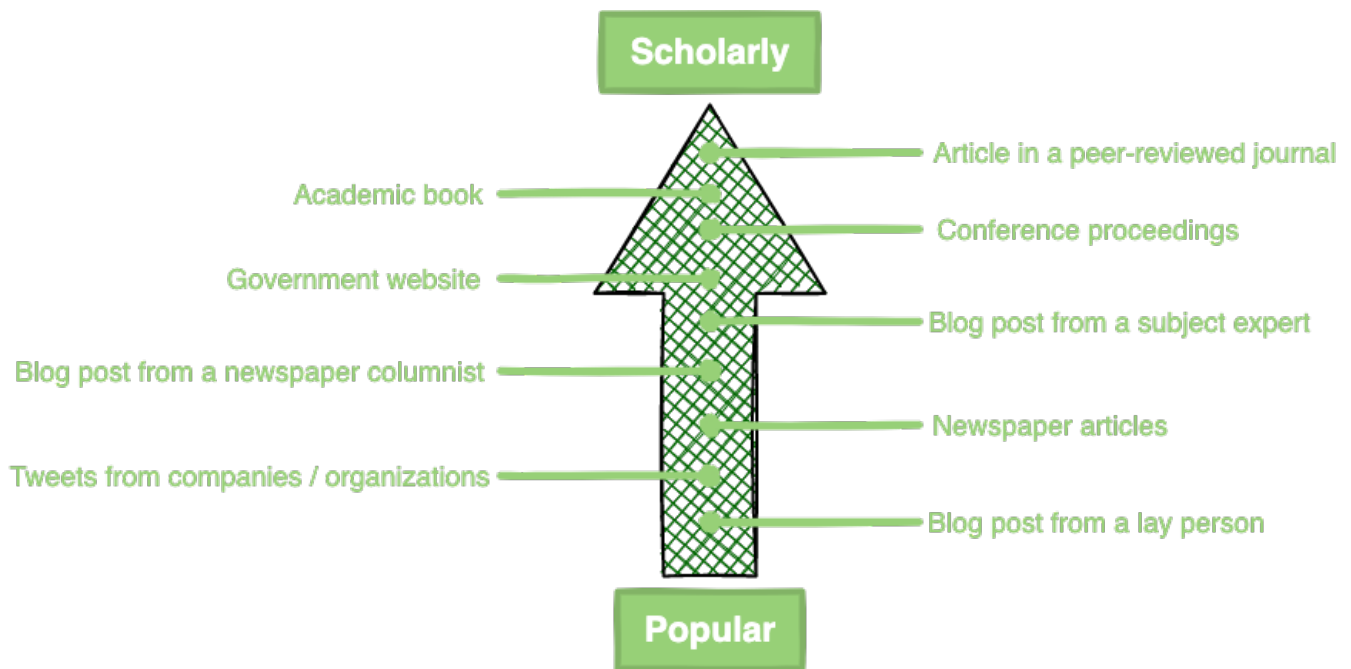 Scholarly
Article in a peer-reviewed journal
Academic book
Conference proceedings
Government website
Blog post from a subject expert
Blog post from a newspaper columnist
Newspaper articles
Tweets from companies / organizations
Blog post from a lay person
Popular